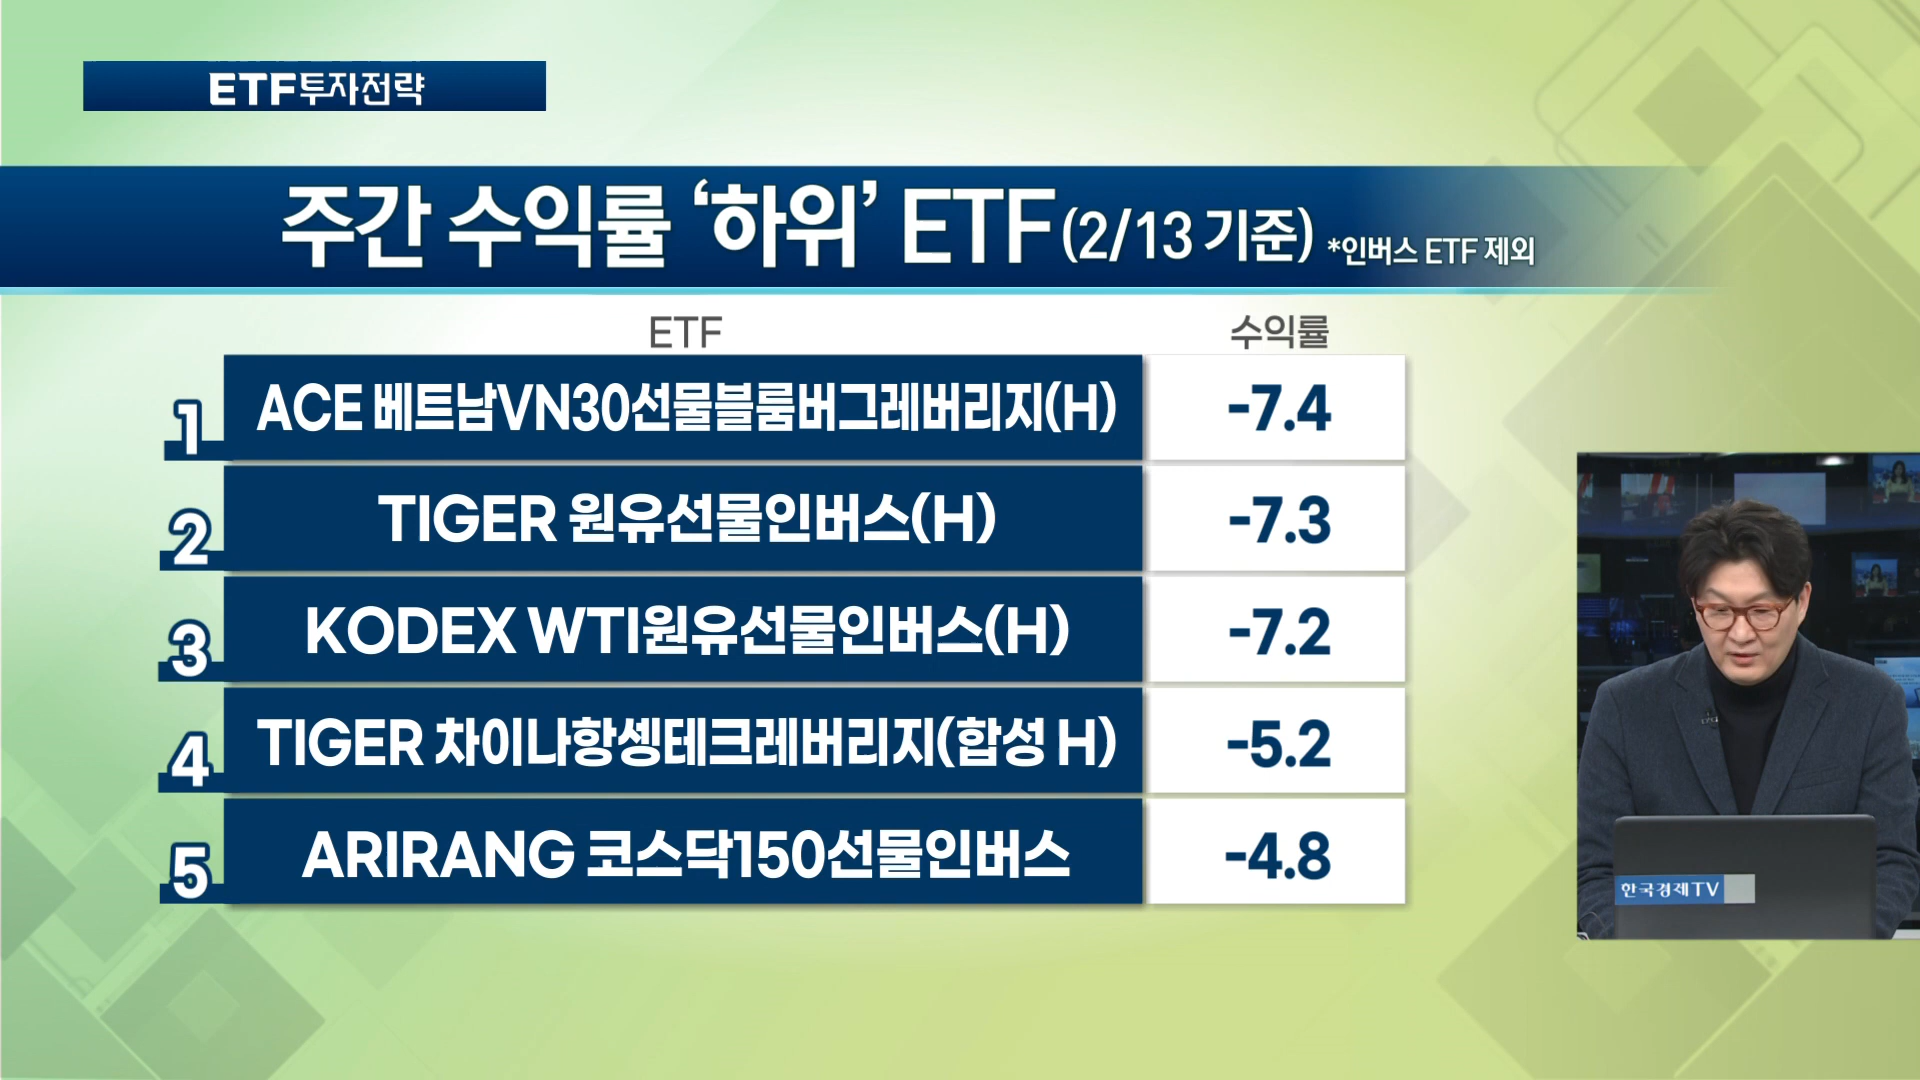 ETF투자전략
주간 수익률 ‘하위’ ETF(2/13 기준) *인버스 ETF 제외
ETF 수익률
1 ACE 베트남VN30선물블룸버그레버리지(H) -7.4
2 TIGER 원유선물인버스(H) -7.3
3 KODEX WTI원유선물인버스(H) -7.2
4 TIGER 차이나항셍테크레버리지(합성 H) -5.2
5 ARIRANG 코스닥150선물인버스 -4.8
한국경제TV